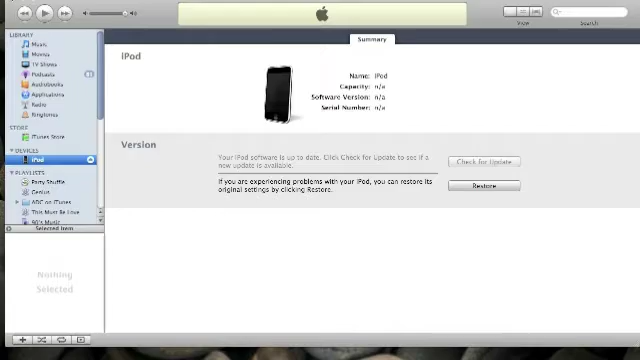 View
Search
LIBRARY
Music
Movies
TV Shows
Podcasts
Audiobooks
Applications
Radio
Ringtones
STORE
iTunes Store
DEVICES
iPod
PLAYLISTS
Party Shuffle
Genius
ADC on iTunes
This Must Be Love
90's Music
Selected Item
Nothing
Selected
Summary
iPod
Name: iPod
Capacity: n/a
Software Version: n/a
Serial Number: n/a
Version
Your iPod software is up to date. Click Check for Update to see if a
new update is available.
Check for Update
If you are experiencing problems with your iPod, you can restore its
original settings by clicking Restore.
Restore